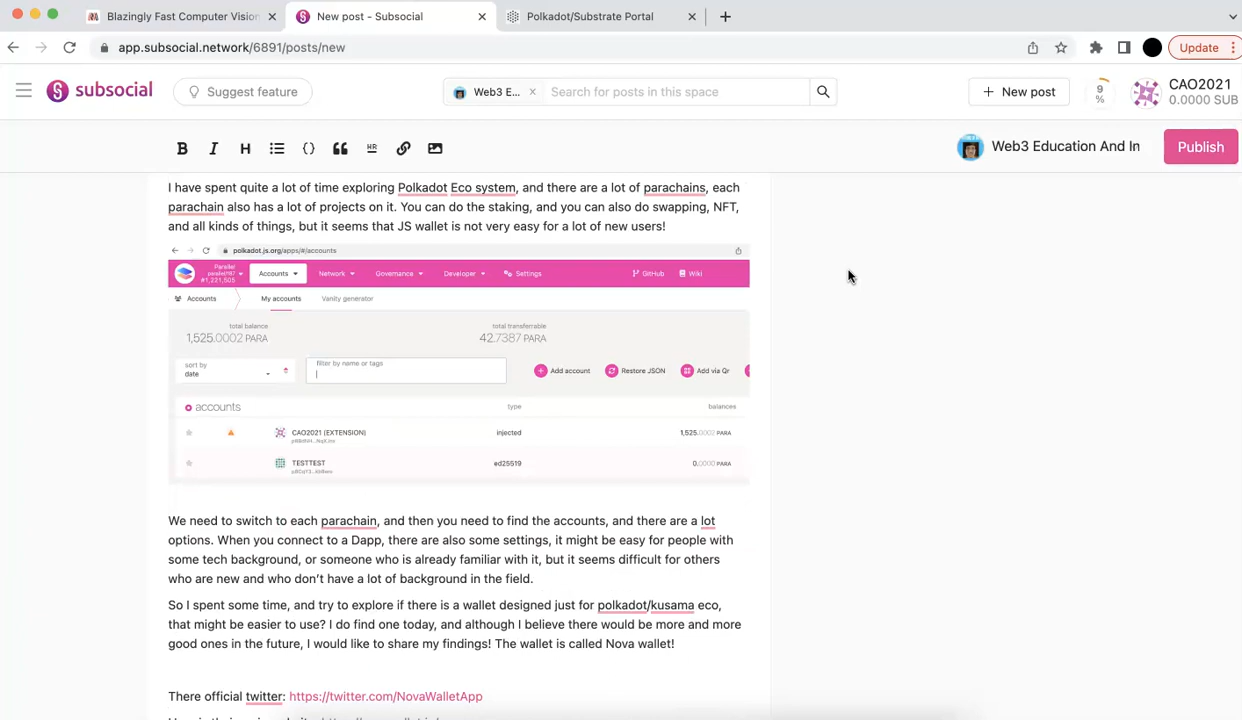 Blazingly Fast Computer Vision
New post - Subsocial
Polkadot/Substrate Portal
app.subsocial.network/6891/posts/new
Update
subsocial
Suggest feature
Web3 E...
Search for posts in this space
New post
9
%
CAO2021
0.0000 SUB
B I H HR
Web3 Education And In
Publish
I have spent quite a lot of time exploring Polkadot Eco system, and there are a lot of parachains, each
parachain also has a lot of projects on it. You can do the staking, and you can also do swapping, NFT,
and all kinds of things, but it seems that JS wallet is not very easy for a lot of new users!
polkadot.js.org/apps/#/accounts
Parallel
#1,221,505
Accounts
Network
Governance
Developer
Settings
GitHub
Wiki
Accounts
My accounts
Vanity generator
total balance
1,525.0002 PARA
total transferrable
42.7387 PARA
sort by
date
filter by name or tags
Add account
Restore JSON
Add via Qr
accounts
type
balances
CAO2021 (EXTENSION)
injected
1,525.0002 PARA
TESTTEST
ed25519
0.0000 PARA
We need to switch to each parachain, and then you need to find the accounts, and there are a lot
options. When you connect to a Dapp, there are also some settings, it might be easy for people with
some tech background, or someone who is already familiar with it, but it seems difficult for others
who are new and who don't have a lot of background in the field.
So I spent some time, and try to explore if there is a wallet designed just for polkadot/kusama eco,
that might be easier to use? I do find one today, and although I believe there would be more and more
good ones in the future, I would like to share my findings! The wallet is called Nova wallet!
There official twitter: https://twitter.com/NovaWalletApp